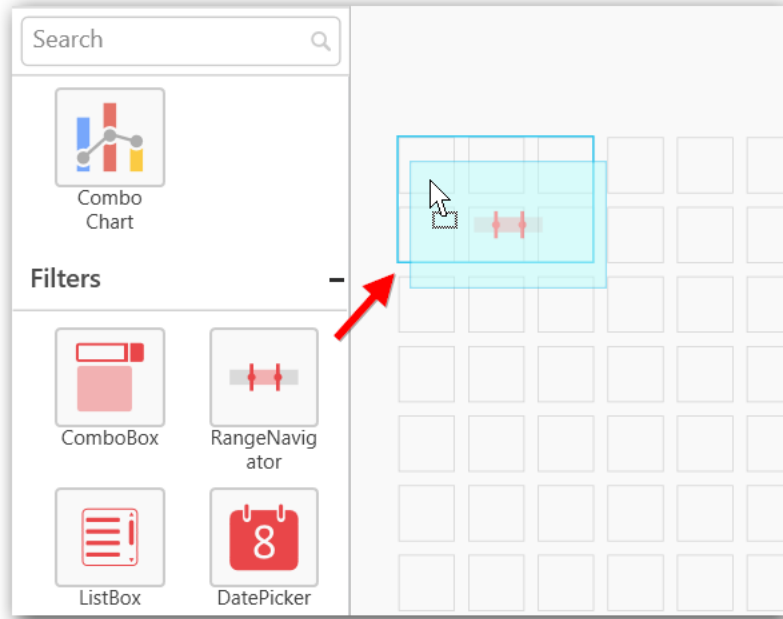 Search
Combo
Chart
Filters
ComboBox
RangeNavig
ator
ListBox
8
DatePicker